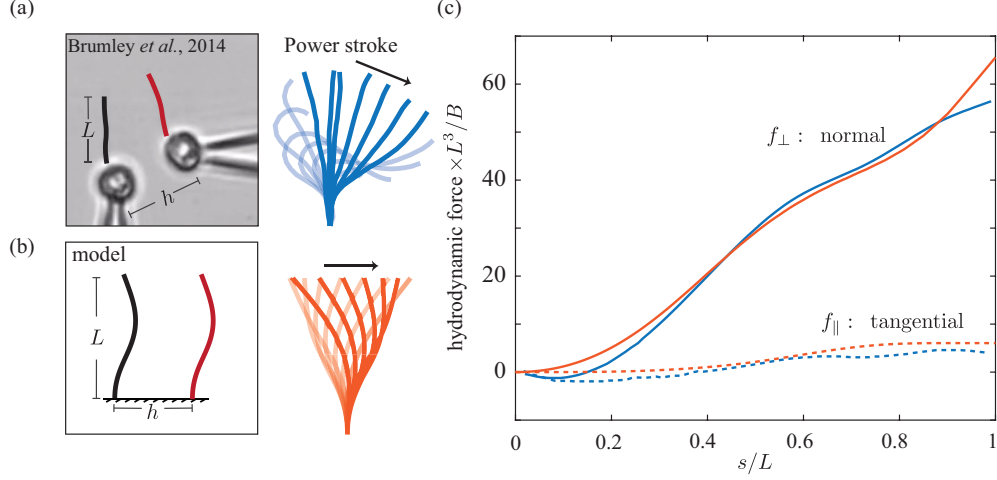 (a)
Brumley et al., 2014
L
h
Power stroke
(b)
model
L
h
(c)
hydrodynamic force × L³/B
60
40
20
0
f⊥ : normal
f∥ : tangential
0
0.2
0.4
0.6
0.8
1
s/L